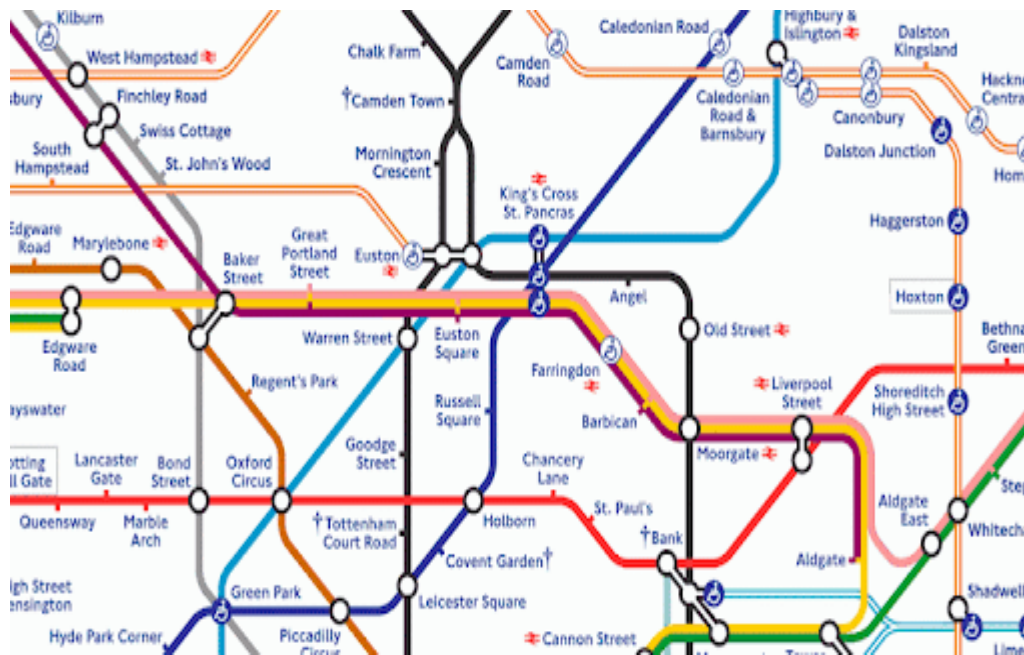 Kilburn
West Hampstead
Finchley Road
Swiss Cottage
St. John's Wood
South
Hampstead
Chalk Farm
†Camden Town
Mornington
Crescent
Camden
Road
Caledonian Road
Highbury &
Islington
Caledonian
Road &
Barnsbury
Dalston
Kingsland
Canonbury
Dalston Junction
Haggerston
Hoxton
King's Cross
St. Pancras
Euston
Edgware
Road
Marylebone
Baker
Street
Great
Portland
Street
Edgware
Road
Warren Street
Euston
Square
Angel
Old Street
Farringdon
Barbican
Liverpool
Street
Moorgate
Shoreditch
High Street
Regent's Park
Russell
Square
Goodge
Street
Lancaster
Gate
Bond
Street
Oxford
Circus
Queensway
Marble
Arch
†Tottenham
Court Road
Chancery
Lane
Holborn
St. Paul's
†Bank
Covent Garden†
Leicester Square
Aldgate
East
Aldgate
Green Park
Hyde Park Corner
Piccadilly
Circus
Cannon Street